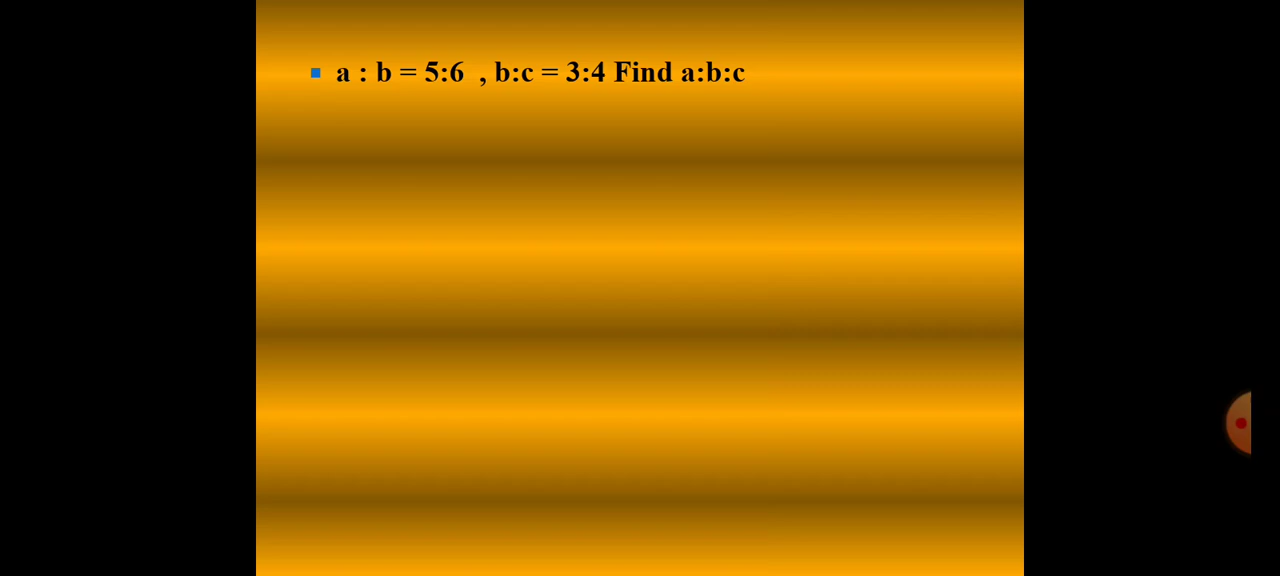 a : b = 5:6 , b:c = 3:4 Find a:b:c